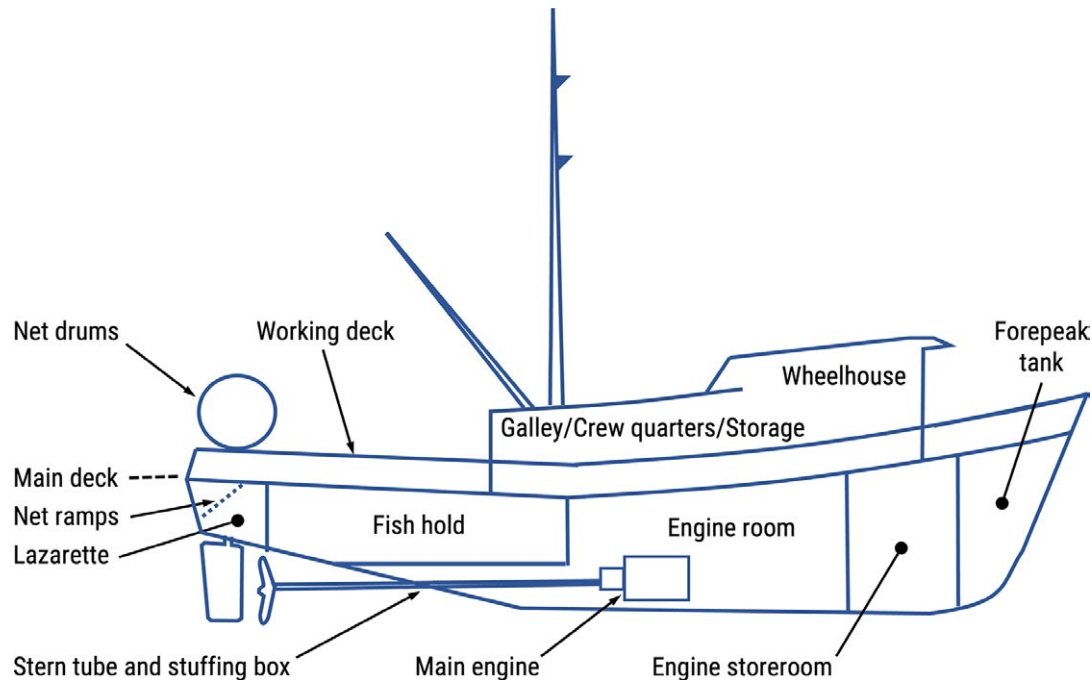 Net drums
Working deck
Forepeak
tank
Wheelhouse
Galley/Crew quarters/Storage
Main deck
Net ramps
Lazarette
Fish hold
Engine room
Stern tube and stuffing box
Main engine
Engine storeroom